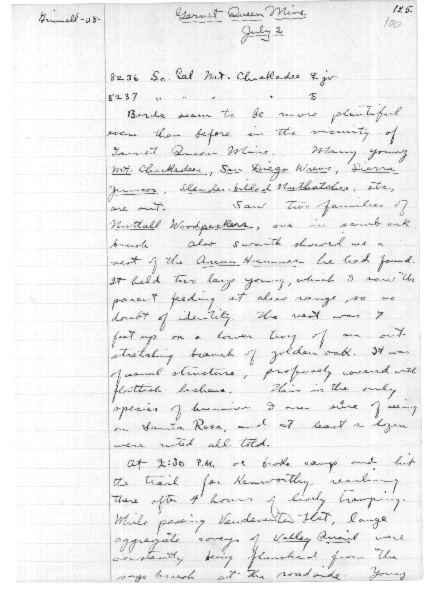 Grinnell-08.
Garnet Queen Mine
125.
100
July 2
8236 So. Cal Mt. Chickadee ♀ jv.
8237 " " " "
Birds seem to be more plentiful
even than before in the vicinity of
Garnet Queen Mine. Many young
Mt. Chickadees, San Diego Wrens, Sierra
Juncos, Slender-billed Nuthatches, etc.,
are out. Saw two families of
Nuttall Woodpeckers, one in scrub oak
brush. Also Swarth showed me a
nest of the Anna Hummer he had found.
It held two large young, which I saw the
parent feeding at close range, so no
doubt of identity. The nest was 7
feet up on a lower twig of an out-
stretching branch of golden oak. It was
of usual structure, profusely covered with
whitish lichens. This is the only
species of hummer I am sure of seeing
on Santa Rosa, and at least a dozen
were noted all told.
At 2:30 P.M. we broke camp and hit
the trail for Kenworthy, reaching
there after 4 hours of lively tramping.
While passing Vandeventer Flat, large
aggregate coveys of Valley Quail were
constantly being flushed from the
sage brush at the roadside. Young